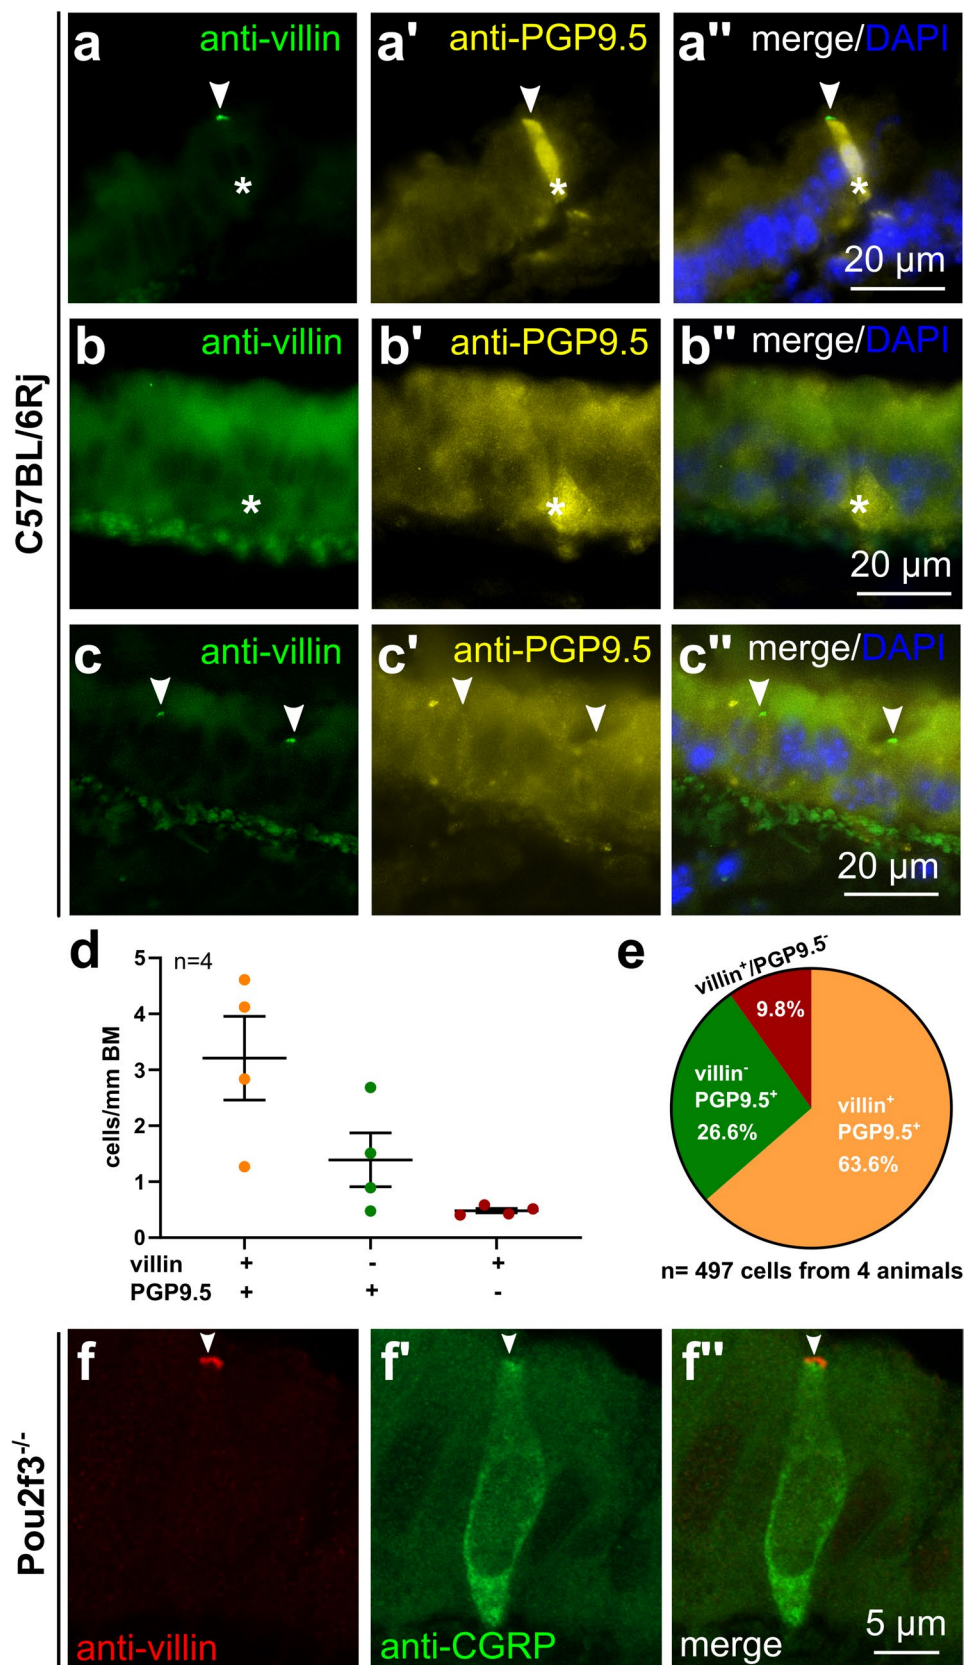 C57BL/6Rj
a anti-villin
a' anti-PGP9.5
a'' merge/DAPI
*
*
*
20 µm
b anti-villin
b' anti-PGP9.5
b'' merge/DAPI
*
*
*
20 µm
c anti-villin
c' anti-PGP9.5
c'' merge/DAPI
20 µm
d
n=4
cells/mm BM
5
4
3
2
1
0
villin + - +
PGP9.5 + + -
e
villin⁺/PGP9.5⁻
9.8%
villin⁻
PGP9.5⁺
26.6%
villin⁺
PGP9.5⁺
63.6%
n= 497 cells from 4 animals
Pou2f3⁻/⁻
f
anti-villin
f'
anti-CGRP
f''
merge
5 µm